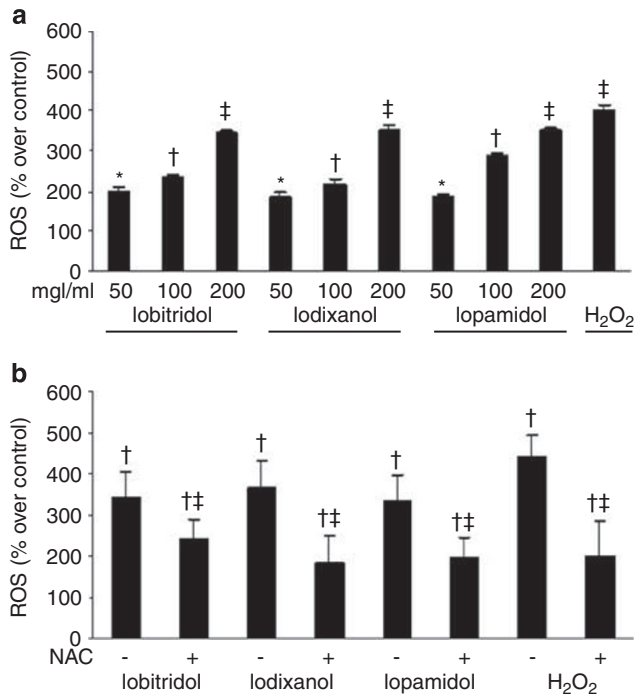 a
ROS (% over control)
600
500
400
300
200
100
0
* † ‡ * † ‡ * † ‡ ‡
mgI/ml 50 100 200 50 100 200 50 100 200
Iobitridol Iodixanol Iopamidol H₂O₂
b
ROS (% over control)
600
500
400
300
200
100
0
† †‡ † †‡ † †‡ † †‡
NAC - + - + - + - +
Iobitridol Iodixanol Iopamidol H₂O₂